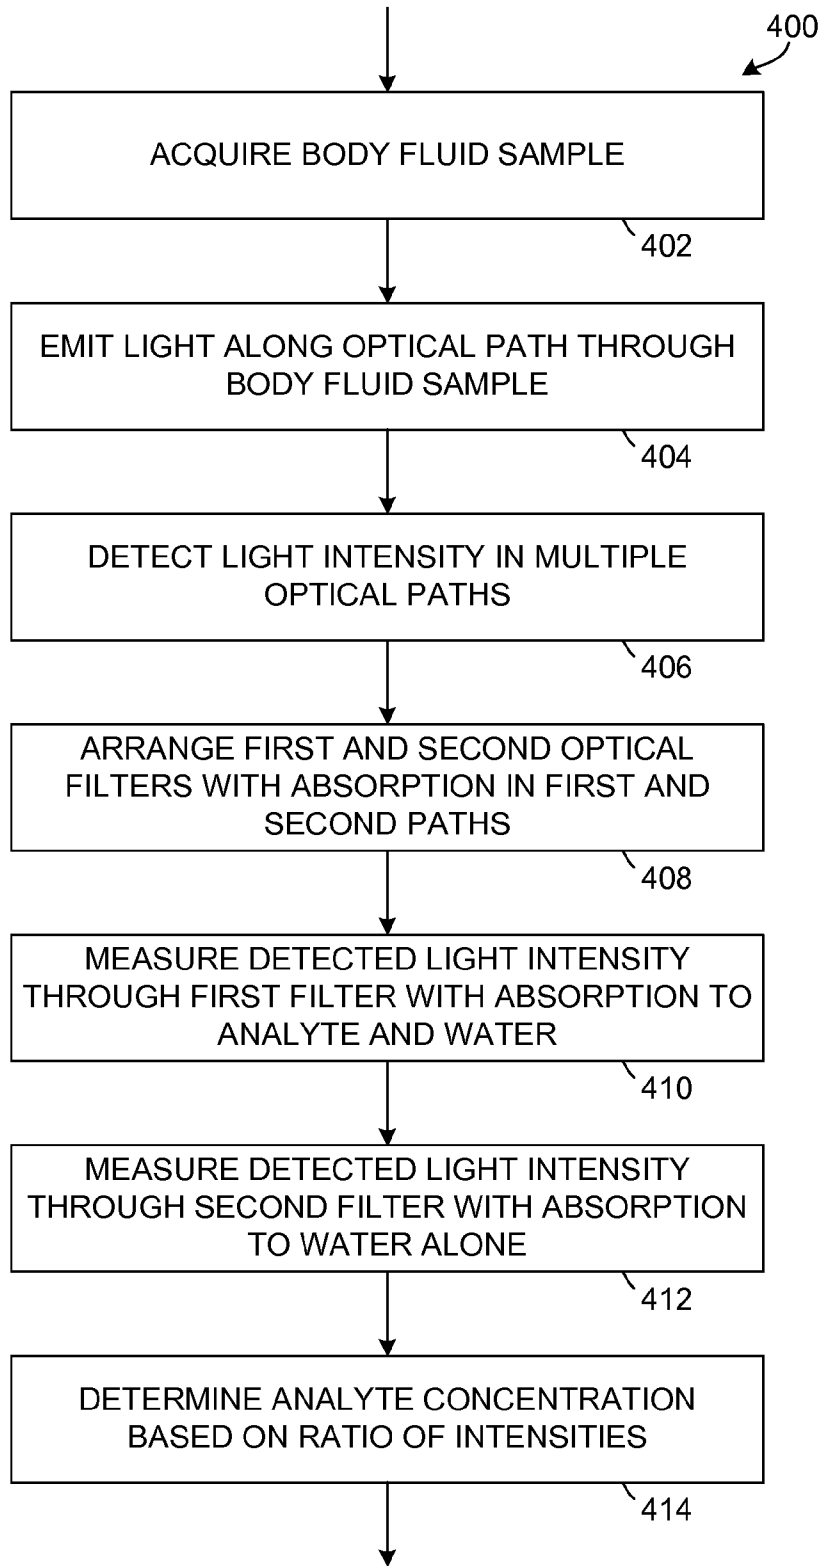 400
ACQUIRE BODY FLUID SAMPLE
402
EMIT LIGHT ALONG OPTICAL PATH THROUGH
BODY FLUID SAMPLE
404
DETECT LIGHT INTENSITY IN MULTIPLE
OPTICAL PATHS
406
ARRANGE FIRST AND SECOND OPTICAL
FILTERS WITH ABSORPTION IN FIRST AND
SECOND PATHS
408
MEASURE DETECTED LIGHT INTENSITY
THROUGH FIRST FILTER WITH ABSORPTION TO
ANALYTE AND WATER
410
MEASURE DETECTED LIGHT INTENSITY
THROUGH SECOND FILTER WITH ABSORPTION
TO WATER ALONE
412
DETERMINE ANALYTE CONCENTRATION
BASED ON RATIO OF INTENSITIES
414